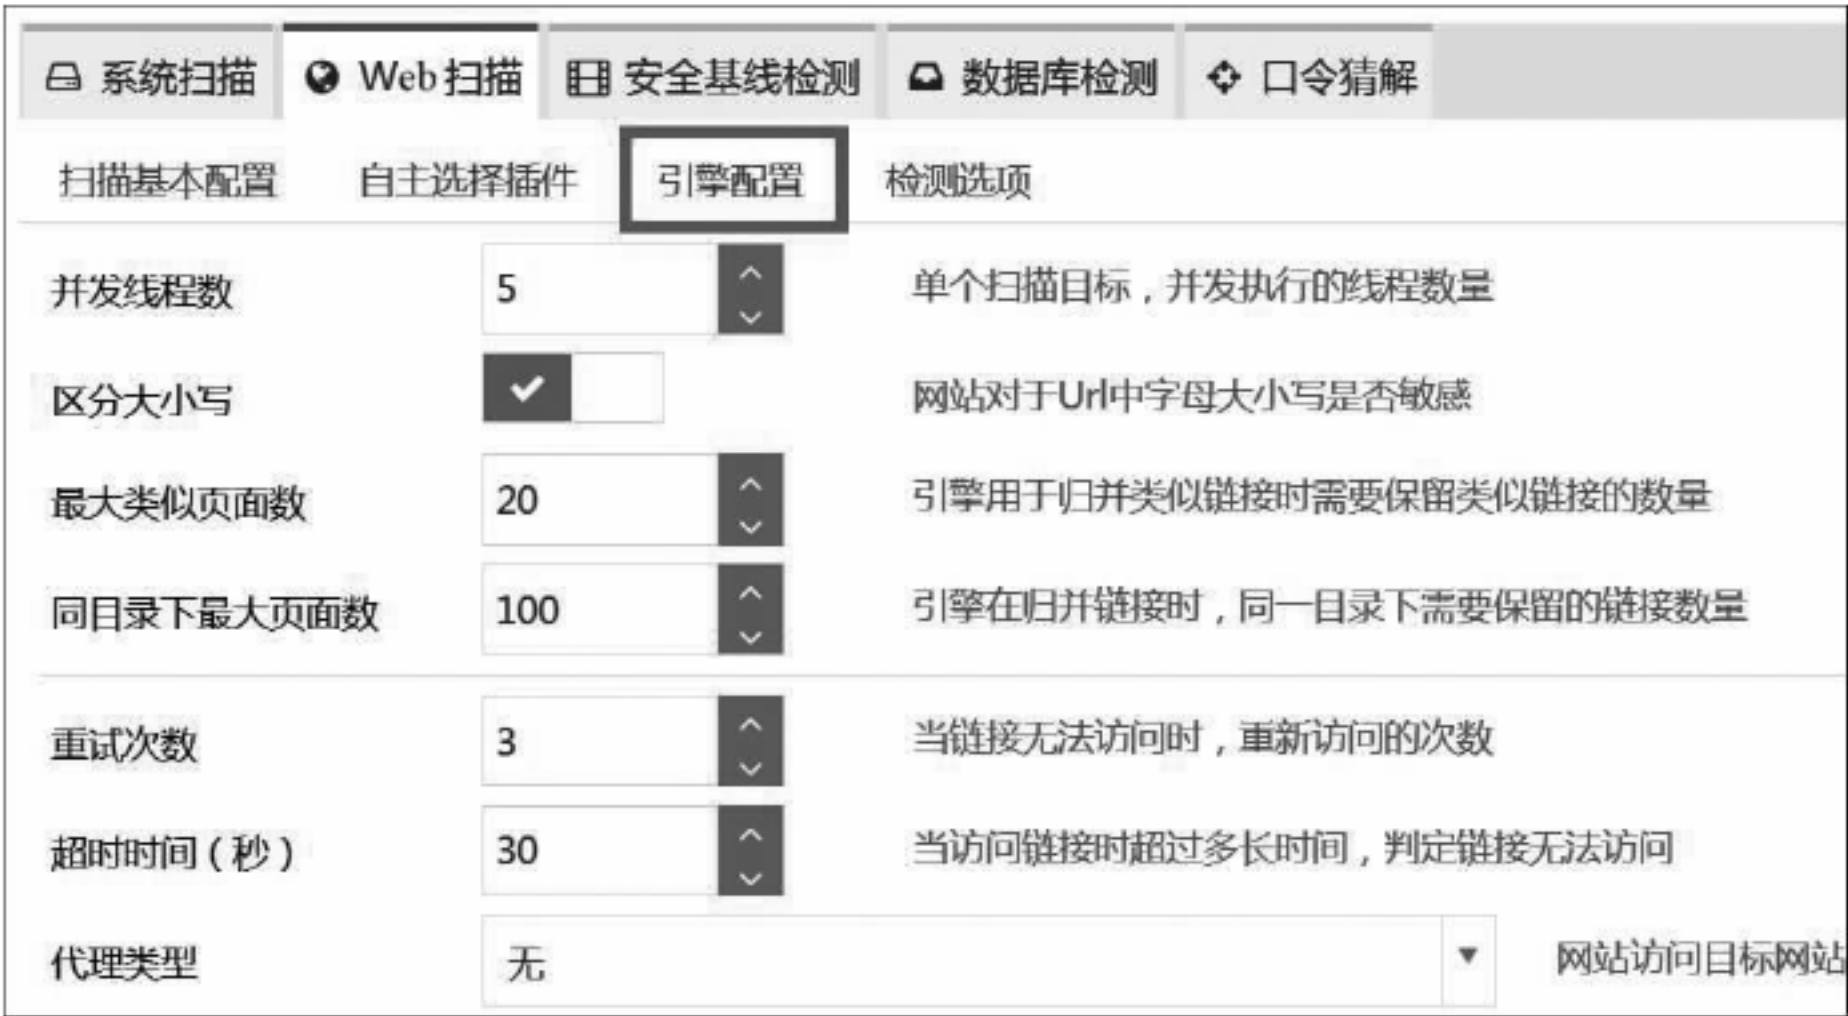 系统扫描 Web扫描 安全基线检测 数据库检测 口令猜解
扫描基本配置 自主选择插件 引擎配置 检测选项
并发线程数 5 单个扫描目标，并发执行的线程数量
区分大小写 网站对于Url中字母大小写是否敏感
最大类似页面数 20 引擎用于归并类似链接时需要保留类似链接的数量
同目录下最大页面数 100 引擎在归并链接时，同一目录下需要保留的链接数量
重试次数 3 当链接无法访问时，重新访问的次数
超时时间（秒） 30 当访问链接时超过多长时间，判定链接无法访问
代理类型 无 网站访问目标网站